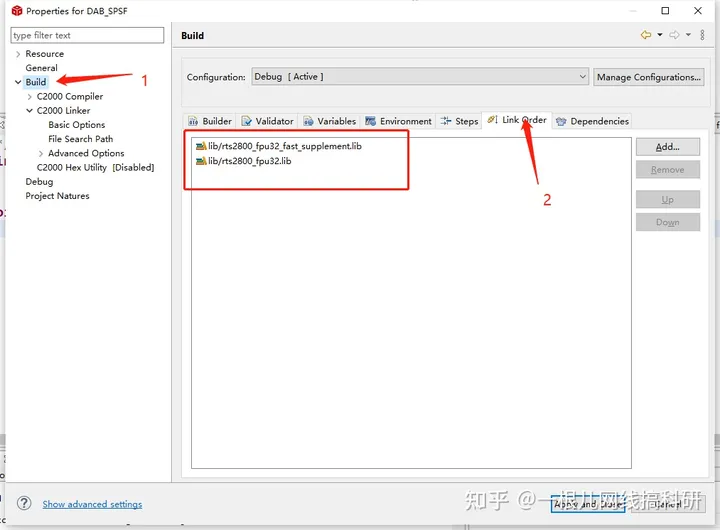 Properties for DAB_SPSF
type filter text
Build
Resource
General
Build
1
C2000 Compiler
C2000 Linker
Basic Options
File Search Path
Advanced Options
C2000 Hex Utility [Disabled]
Debug
Project Natures
Configuration:
Debug [ Active ]
Manage Configurations...
Builder
Validator
Variables
Environment
Steps
Link Order
Dependencies
lib/rts2800_fpu32_fast_supplement.lib
lib/rts2800_fpu32.lib
2
Add...
Remove
Up
Down
?
Show advanced settings
Apply and Close
Cancel
知乎 @一根儿网线搞科研